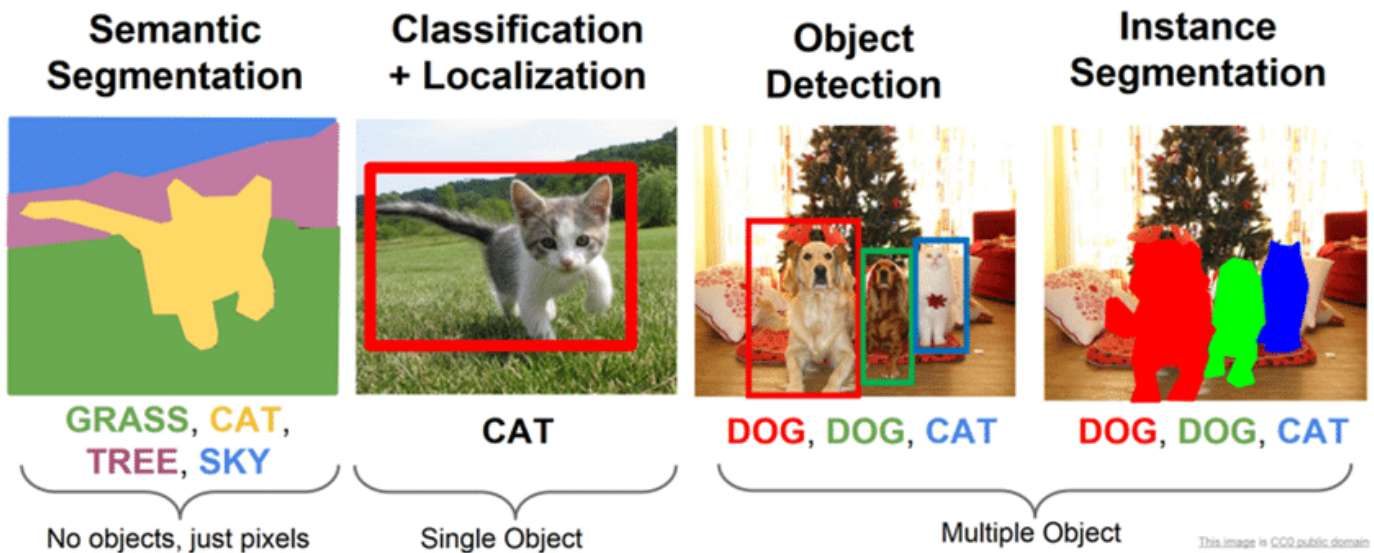 Semantic
Segmentation
Classification
+ Localization
Object
Detection
Instance
Segmentation
GRASS, CAT,
TREE, SKY
CAT
DOG, DOG, CAT
DOG, DOG, CAT
No objects, just pixels
Single Object
Multiple Object
This image is CC0 public domain